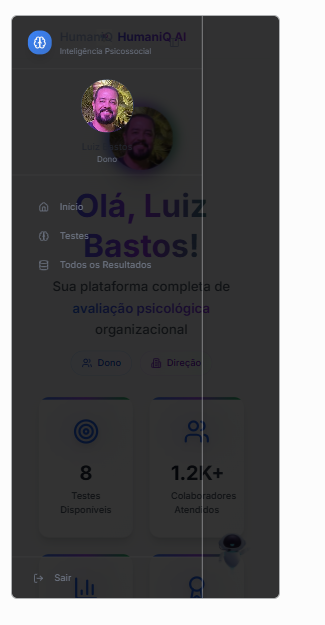 HumaniQ HumaniQ AI
Inteligência Psicossocial
Luiz Bastos
Dono
Início
Testes
Todos os Resultados
Olá, Luiz
Bastos!
Sua plataforma completa de
avaliação psicológica
organizacional
Dono
Direção
8
Testes
Disponíveis
1.2K+
Colaboradores
Atendidos
Sair